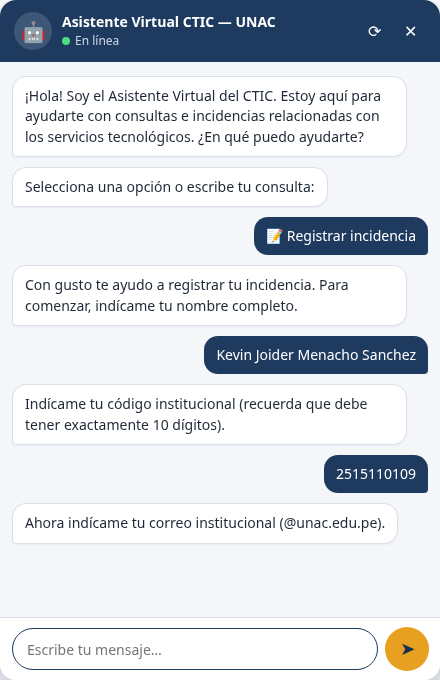 Asistente Virtual CTIC — UNAC
En línea
¡Hola! Soy el Asistente Virtual del CTIC. Estoy aquí para
ayudarte con consultas e incidencias relacionadas con
los servicios tecnológicos. ¿En qué puedo ayudarte?
Selecciona una opción o escribe tu consulta:
📝 Registrar incidencia
Con gusto te ayudo a registrar tu incidencia. Para
comenzar, indícame tu nombre completo.
Kevin Joider Menacho Sanchez
Indícame tu código institucional (recuerda que debe
tener exactamente 10 dígitos).
2515110109
Ahora indícame tu correo institucional (@unac.edu.pe).
Escribe tu mensaje...